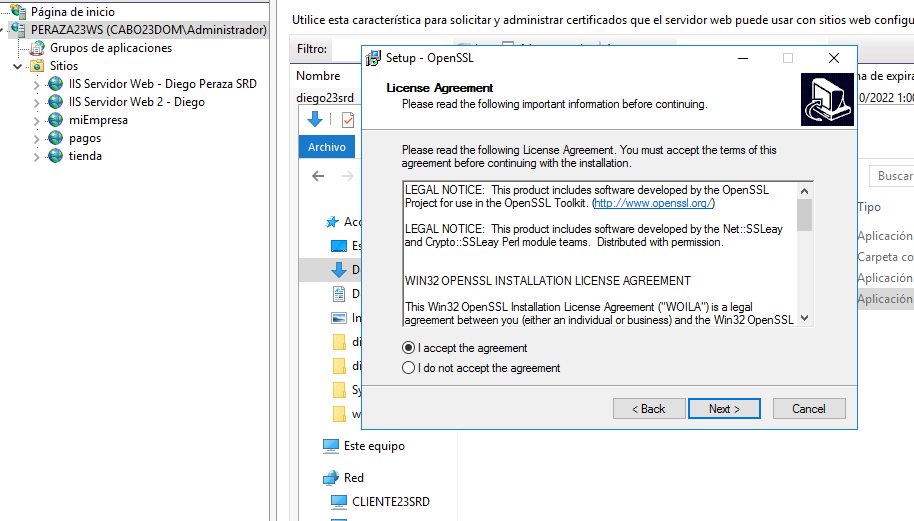 Página de inicio
PERAZA23WS (CABO23DOM\Administrador)
Grupos de aplicaciones
Sitios
IIS Servidor Web - Diego Peraza SRD
IIS Servidor Web 2 - Diego
miEmpresa
pagos
tienda
Utilice esta característica para solicitar y administrar certificados que el servidor web puede usar con sitios web configu
Filtro:
Nombre
na de expira
diego23srd
0/2022 1:00
Archivo
Acc
Es
D
D
In
di
di
Sy
w
Este equipo
Red
CLIENTE23SRD
Buscar
Tipo
Aplicación
Carpeta co
Aplicación
Aplicación
Setup - OpenSSL
License Agreement
Please read the following important information before continuing.
Please read the following License Agreement. You must accept the terms of this
agreement before continuing with the installation.
LEGAL NOTICE:  This product includes software developed by the OpenSSL
Project for use in the OpenSSL Toolkit. (http://www.openssl.org/)
LEGAL NOTICE:  This product includes software developed by the Net::SSLeay
and Crypto::SSLeay Perl module teams.  Distributed with permission.
WIN32 OPENSSL INSTALLATION LICENSE AGREEMENT
This Win32 OpenSSL Installation License Agreement ("WOILA") is a legal
agreement between you (either an individual or business) and the Win32 OpenSSL
I accept the agreement
I do not accept the agreement
< Back
Next >
Cancel